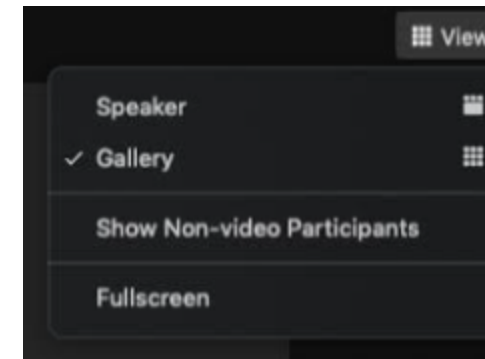 View
Speaker
Gallery
Show Non-video Participants
Fullscreen